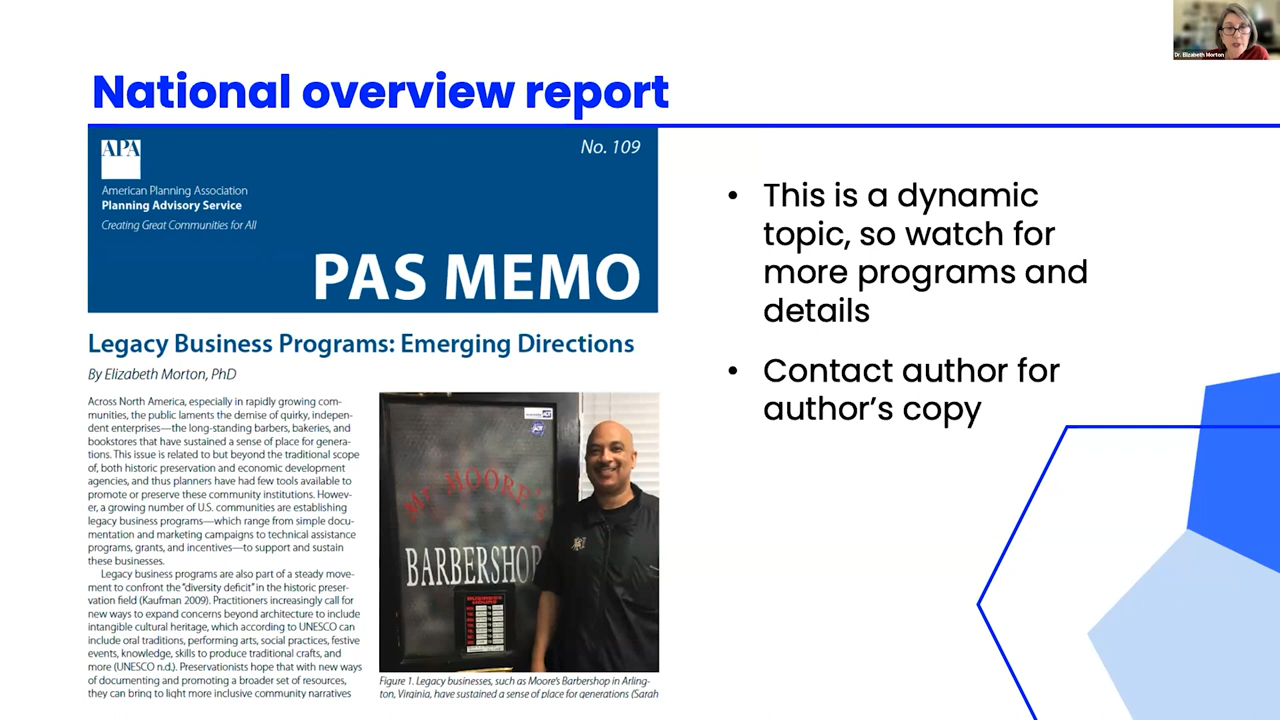 Dr. Elizabeth Morton
National overview report
APA
No. 109
American Planning Association
Planning Advisory Service
Creating Great Communities for All
PAS MEMO
Legacy Business Programs: Emerging Directions
By Elizabeth Morton, PhD
Across North America, especially in rapidly growing com-
munities, the public laments the demise of quirky, indepen-
dent enterprises—the long-standing barbers, bakeries, and
bookstores that have sustained a sense of place for genera-
tions. This issue is related to but beyond the traditional scope
of, both historic preservation and economic development
agencies, and thus planners have had few tools available to
promote or preserve these community institutions. Howev-
er, a growing number of U.S. communities are establishing
legacy business programs—which range from simple docu-
mentation and marketing campaigns to technical assistance
programs, grants, and incentives—to support and sustain
these businesses.
Legacy business programs are also part of a steady move-
ment to confront the "diversity deficit" in the historic preser-
vation field (Kaufman 2009). Practitioners increasingly call for
new ways to expand concerns beyond architecture to include
intangible cultural heritage, which according to UNESCO can
include oral traditions, performing arts, social practices, festive
events, knowledge, skills to produce traditional crafts, and
more (UNESCO n.d.). Preservationists hope that with new ways
of documenting and promoting a broader set of resources,
they can bring to light more inclusive community narratives
Mr. MOORE'S
BARBERSHOP
Figure 1. Legacy businesses, such as Moore's Barbershop in Arling-
ton, Virginia, have sustained a sense of place for generations (Sarah
• This is a dynamic
topic, so watch for
more programs and
details
• Contact author for
author's copy